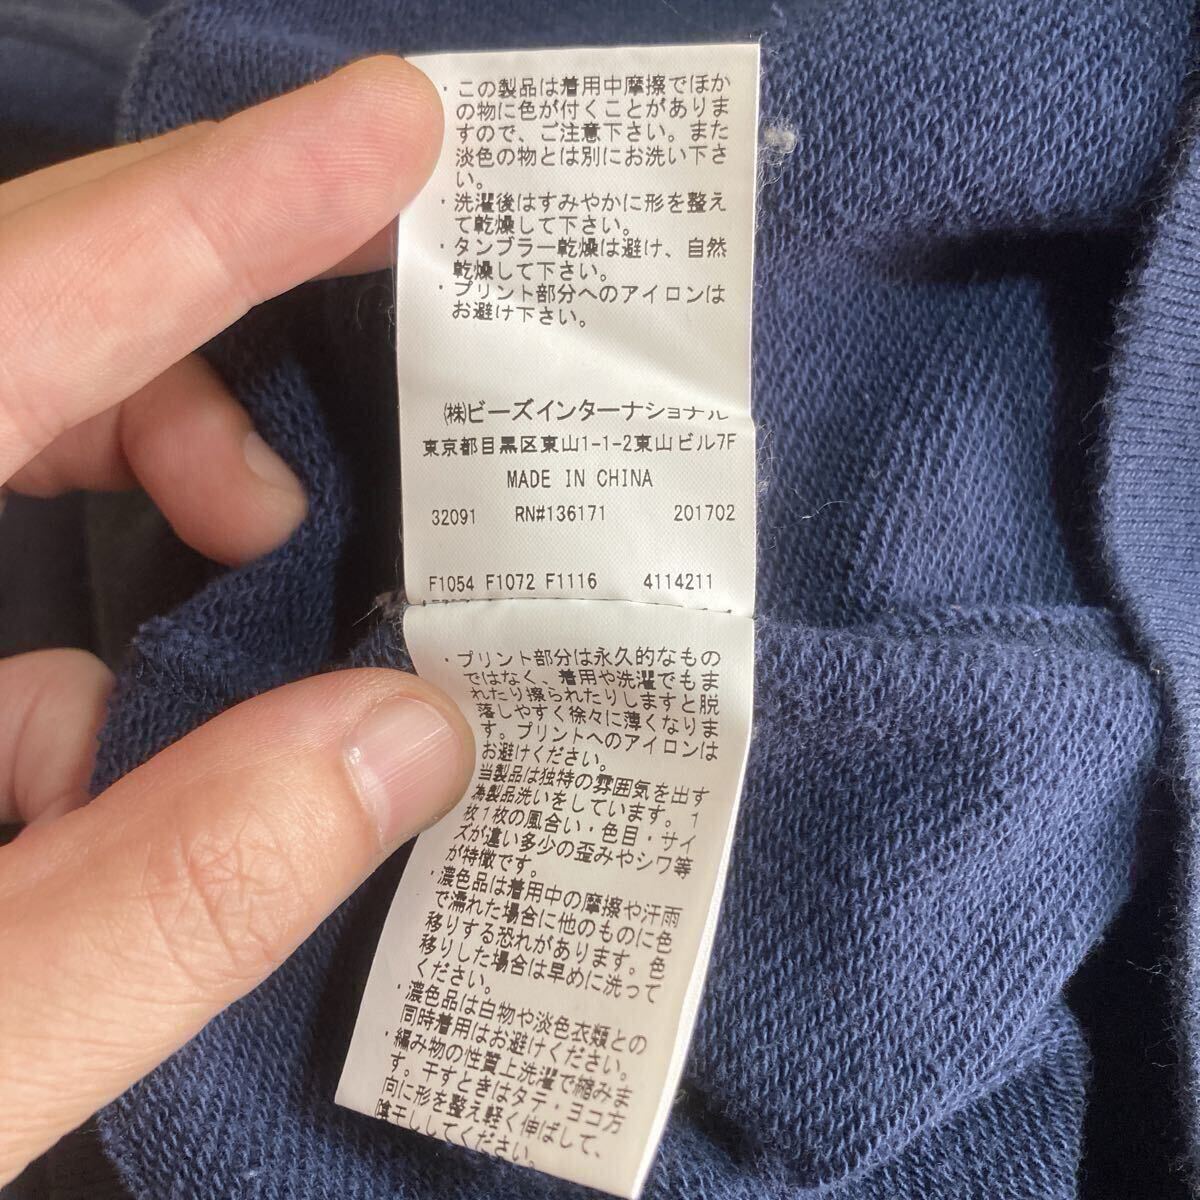 ・この製品は着用中摩擦でほか
の物に色が付くことがありま
すので、ご注意下さい。また
淡色の物とは別にお洗い下さ
い。
・洗濯後はすみやかに形を整え
て乾燥して下さい。
・タンブラー乾燥は避け、自然
乾燥して下さい。
・プリント部分へのアイロンは
お避け下さい。
㈱ビーズインターナショナル
東京都目黒区東山1-1-2東山ビル7F
MADE IN CHINA
32091 RN#136171 201702
F1054 F1072 F1116 4114211
・プリント部分は永久的なもの
ではなく、着用や洗濯でもま
れたり擦られたりしますと脱
落しやすく徐々に薄くなりま
す。プリントへのアイロンは
お避けください。
当製品は独特の雰囲気を出す
為製品洗いをしています。1
枚1枚の風合い・色目・サイ
ズが違い多少の歪みやシワ等
が特徴です。
・濃色品は着用中の摩擦や汗雨
で濡れた場合に他のものに色
移りする恐れがあります。色
移りした場合は早めに洗って
ください。
・濃色品は白物や淡色衣類との
同時着用はお避けください。
・編み物の性質上洗濯で縮みま
す。干すときはタテ・ヨコ方
向に形を整え軽く伸ばして、
陰干ししてください。